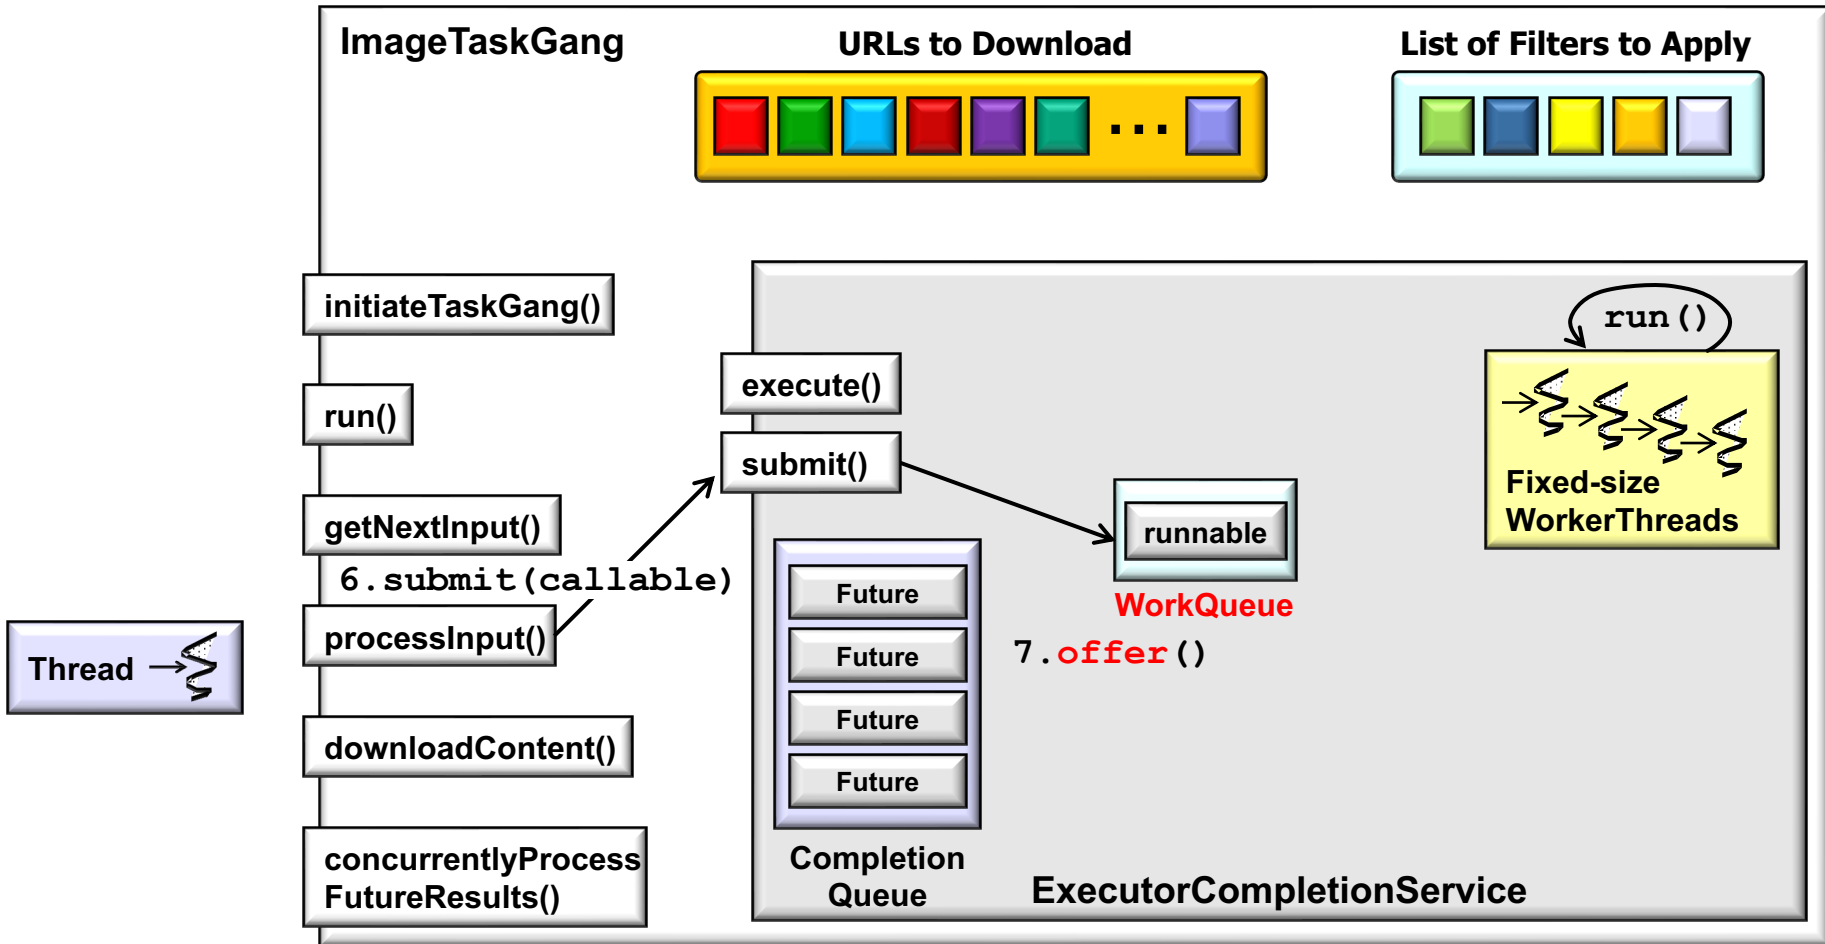 ImageTaskGang
URLs to Download
List of Filters to Apply
...
initiateTaskGang()
run()
getNextInput()
6.submit(callable)
processInput()
Thread
downloadContent()
concurrentlyProcess
FutureResults()
execute()
submit()
Future
Future
Future
Future
Completion
Queue
runnable
WorkQueue
7.offer()
run()
Fixed-size
WorkerThreads
ExecutorCompletionService